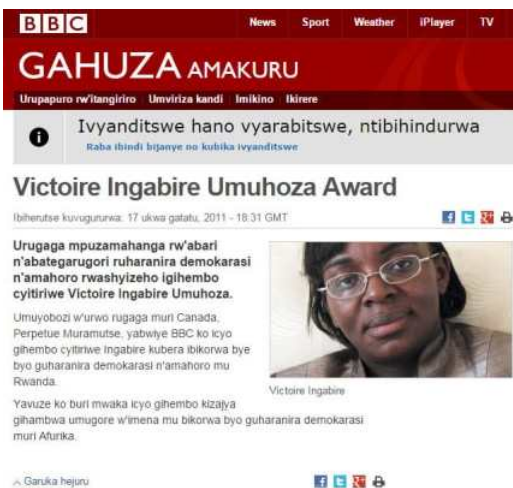 BBC News Sport Weather iPlayer TV
GAHUZA AMAKURU
Urupapuro rw'itangiriro Umviriza kandi Imikino Ikirere
i Ivyanditswe hano vyarabitswe, ntibihindurwa
Raba ibindi bijanye no kubika ivyanditswe
Victoire Ingabire Umuhoza Award
Ibiherutse kuvugururwa: 17 ukwa gatatu, 2011 - 18:31 GMT
Urugaga mpuzamahanga rw'abari
n'abategarugori ruharanira demokarasi
n'amahoro rwashyizeho igihembo
cyitiriwe Victoire Ingabire Umuhoza.
Umuyobozi w'urwo rugaga muri Canada,
Perpetue Muramutse, yabwiye BBC ko icyo
gihembo cyitiriwe Ingabire kubera ibikorwa bye
byo guharanira demokarasi n'amahoro mu
Rwanda.
Victoire Ingabire
Yavuze ko buri mwaka icyo gihembo kizajya
gihambwa umugore w'imena mu bikorwa byo guharanira demokarasi
muri Afurika.
Garuka hejuru